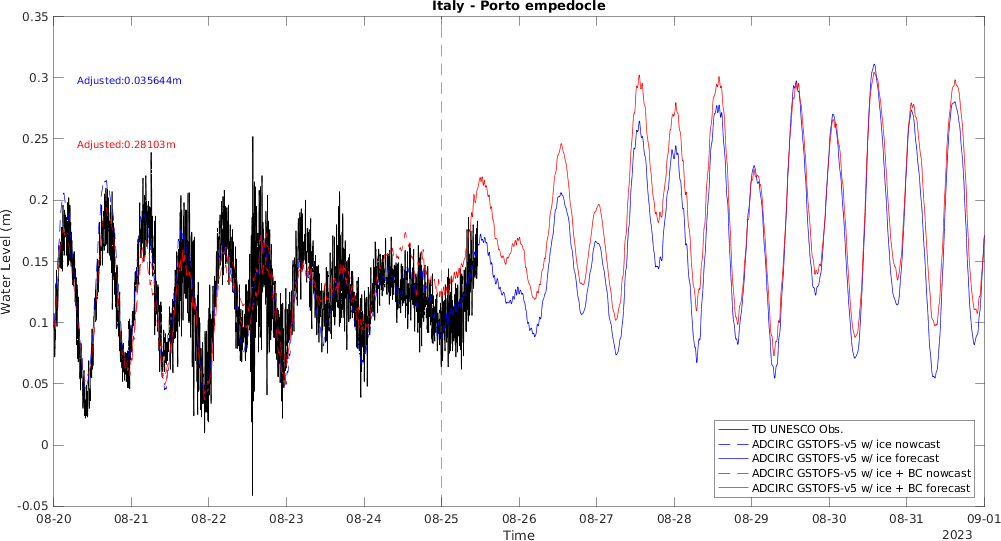 Italy - Porto empedocle
0.35
0.3
0.25
0.2
0.15
0.1
0.05
0
-0.05
Water Level (m)
Adjusted:0.035644m
Adjusted:0.28103m
TD UNESCO Obs.
ADCIRC GSTOFS-v5 w/ ice nowcast
ADCIRC GSTOFS-v5 w/ ice forecast
ADCIRC GSTOFS-v5 w/ ice + BC nowcast
ADCIRC GSTOFS-v5 w/ ice + BC forecast
08-20 08-21 08-22 08-23 08-24 08-25 08-26 08-27 08-28 08-29 08-30 08-31 09-01
Time
2023